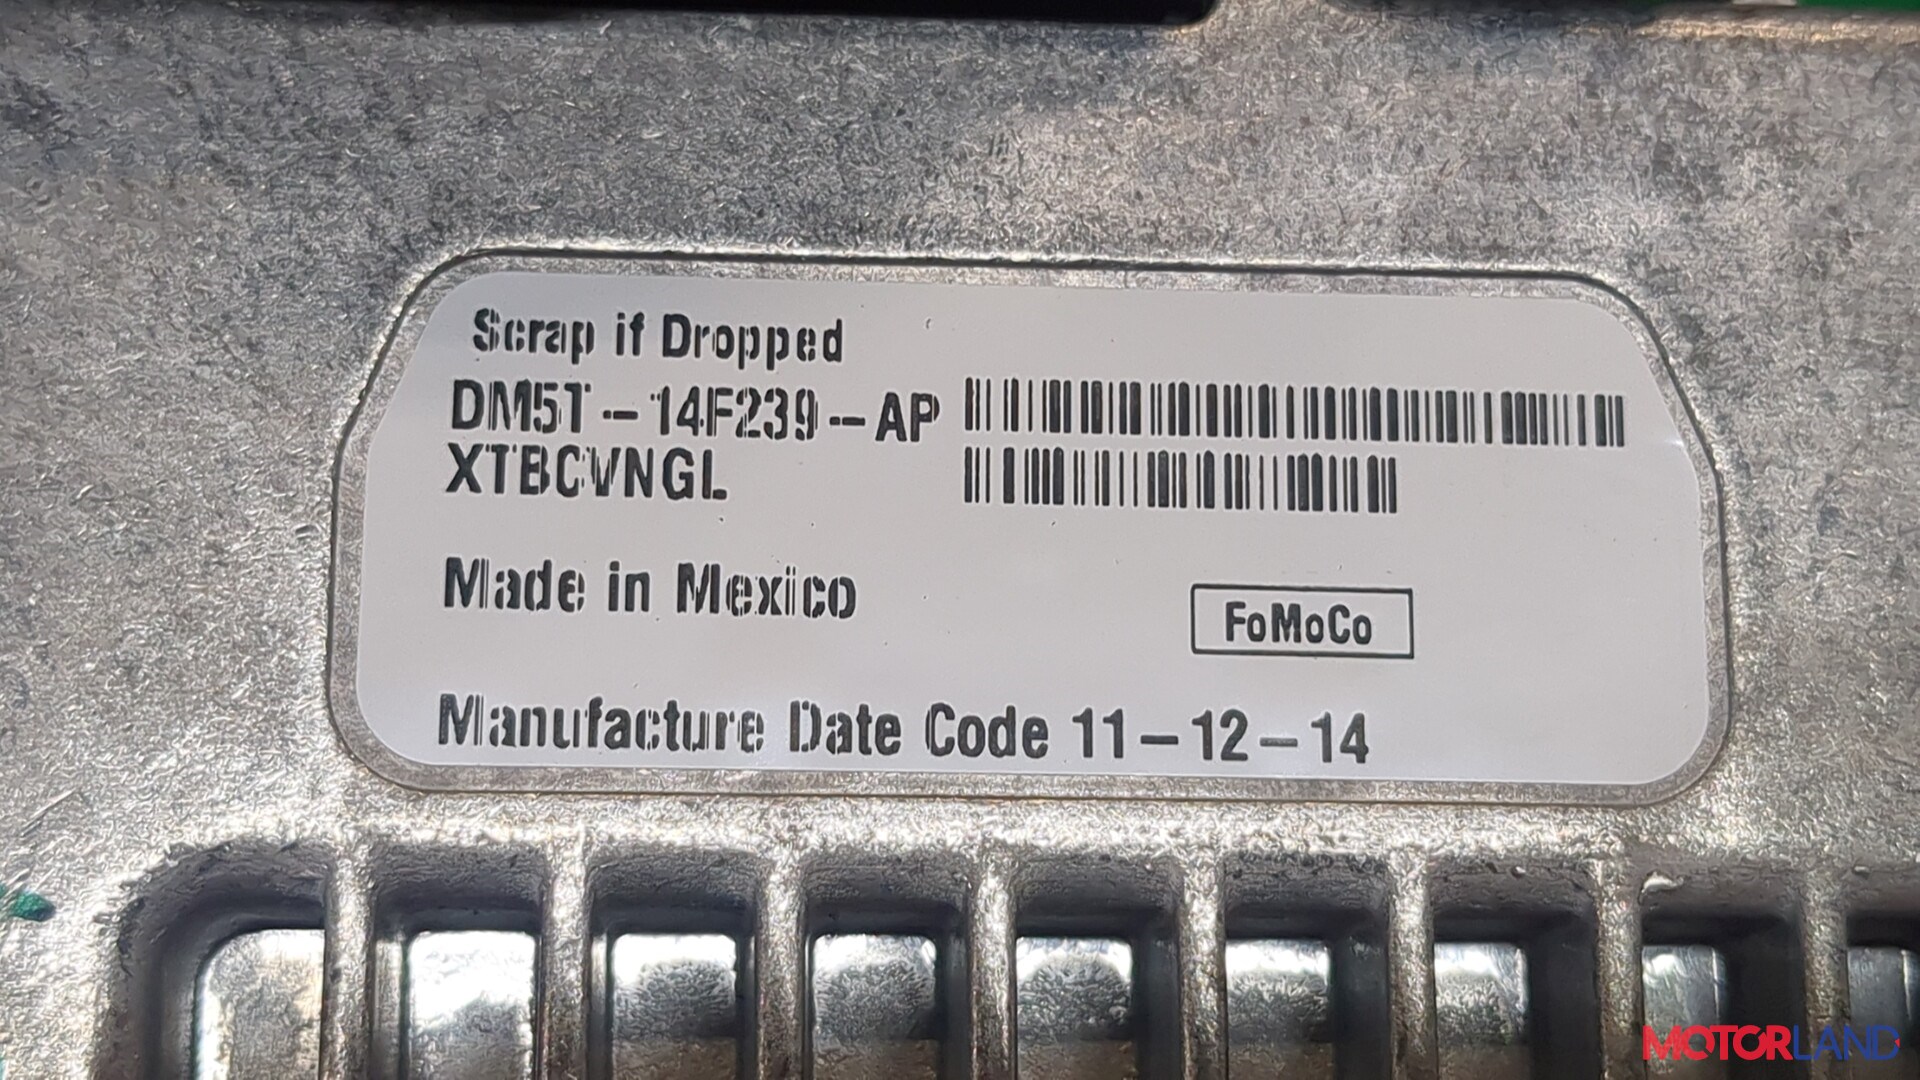 Scrap if Dropped
DM5T-14F239-AP
XTBCVNGL
Made in Mexico
FoMoCo
Manufacture Date Code 11-12-14
MOTORLAND